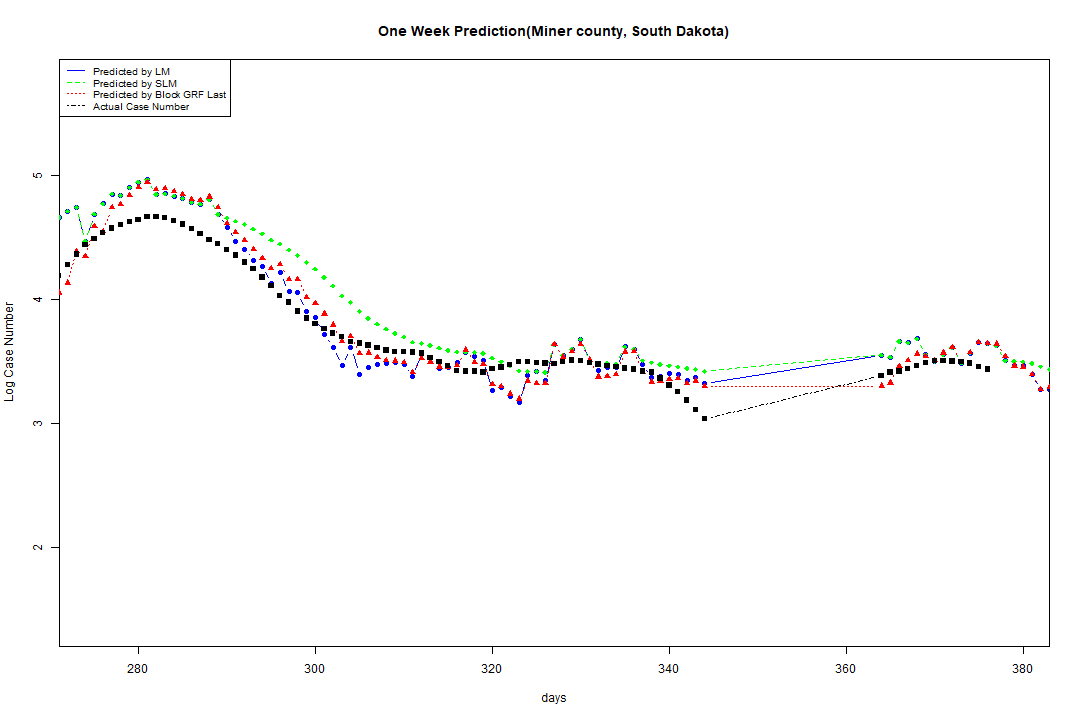 One Week Prediction(Miner county, South Dakota)
Predicted by LM
Predicted by SLM
Predicted by Block GRF Last
Actual Case Number
Log Case Number
5
4
3
2
280 300 320 340 360 380
days